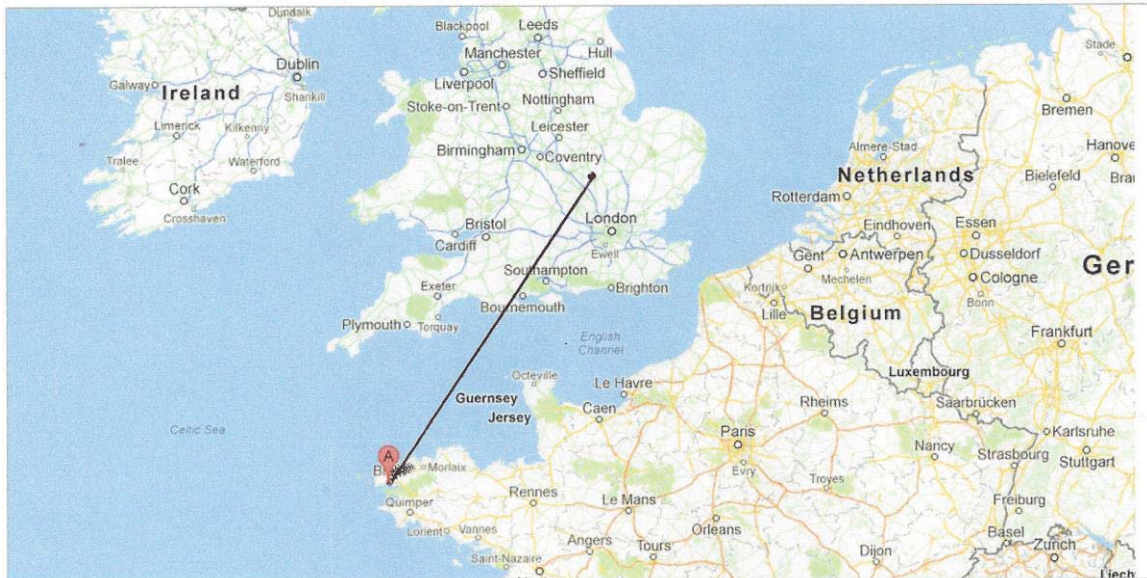 Dundalk
Blackpool
Leeds
Hull
Stade
Manchester
Dublin
Galway
Ireland
Shankill
Liverpool
Sheffield
Stoke-on-Trent
Nottingham
Bremen
Limerick
Kilkenny
Leicester
Almere-Stad
Hanove
Tralee
Waterford
Birmingham
Coventry
Netherlands
Bielefeld
Bra
Cork
Rotterdam
Crosshaven
London
Bristol
Eindhoven
Essen
Cardiff
Ewell
Gent
Antwerpen
Dusseldorf
Southampton
Mechelen
Cologne
Ger
Exeter
Brighton
Kortrijk
Bonn
Bournemouth
Lille
Belgium
Plymouth
Torquay
Frankfurt
English
Channel
Luxembourg
Octeville
Le Havre
Guernsey
Rheims
Saarbrücken
Jersey
Caen
Celtic Sea
Paris
Karlsruhe
Nancy
Strasbourg
A
Stuttgart
Morlaix
Évry
Troyes
Quimper
Rennes
Le Mans
Freiburg
Orleans
Lorient
Vannes
Basel
Angers
Zurich
Tours
Dijon
Saint-Nazaire
Liech